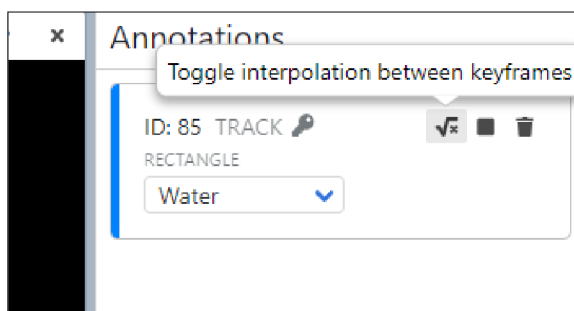 Annotations
Toggle interpolation between keyframes
ID: 85 TRACK
RECTANGLE
Water